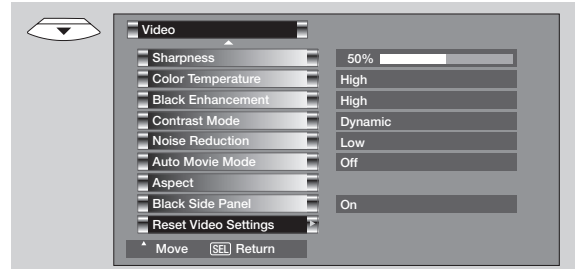 Video
Sharpness 50%
Color Temperature High
Black Enhancement High
Contrast Mode Dynamic
Noise Reduction Low
Auto Movie Mode Off
Aspect
Black Side Panel On
Reset Video Settings
Move SEL Return